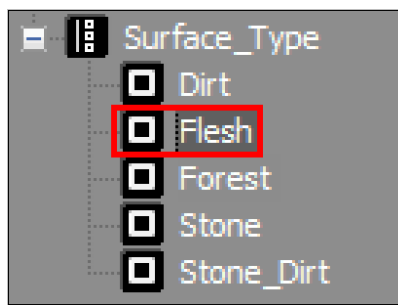 Surface_Type
Dirt
Flesh
Forest
Stone
Stone_Dirt